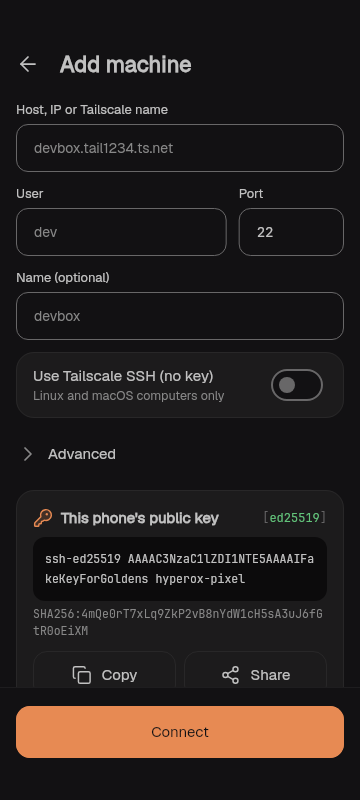 Add machine
Host, IP or Tailscale name
devbox.tail1234.ts.net
User
Port
dev
22
Name (optional)
devbox
Use Tailscale SSH (no key)
Linux and macOS computers only
Advanced
This phone's public key
[ed25519]
ssh-ed25519 AAAAC3NzaC1lZDI1NTE5AAAAIFa
keKeyForGoldens hyperox-pixel
SHA256:4mQe0rT7xLq9ZkP2vB8nYdW1cH5sA3uJ6fG
tR0oEiXM
Copy
Share
Connect